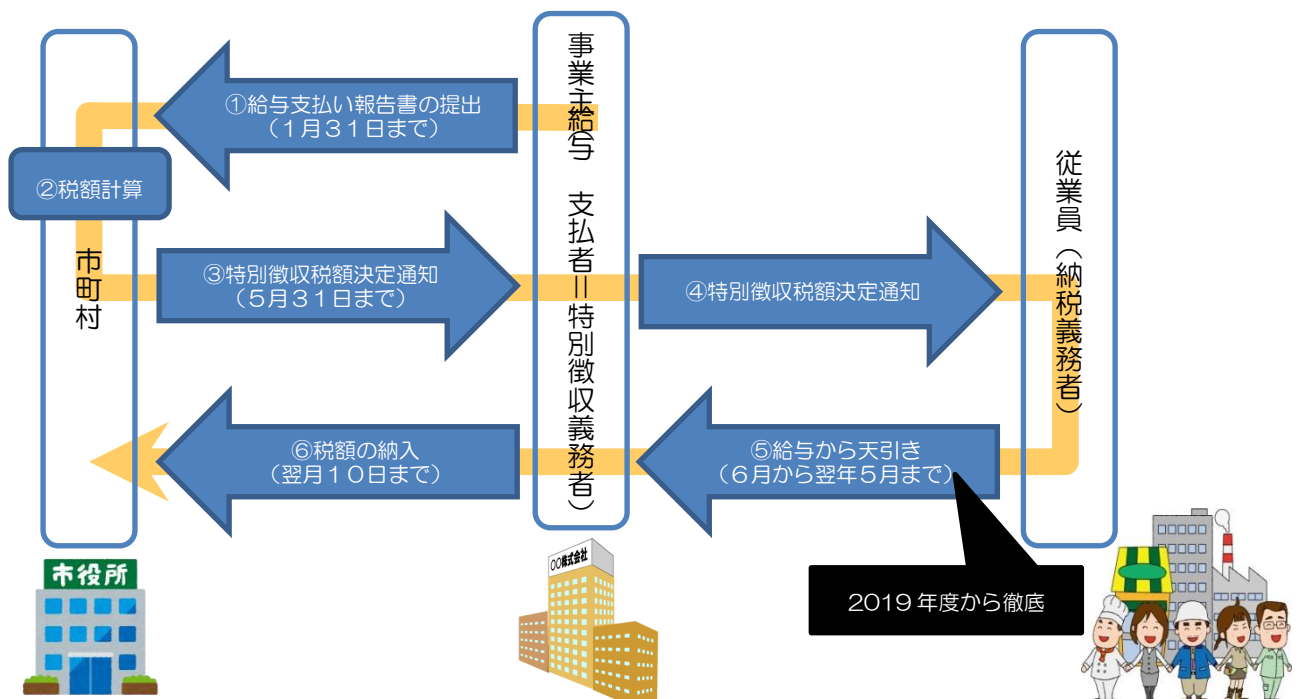 ①給与支払い報告書の提出
(1月31日まで)
②税額計算
市町村
③特別徴収税額決定通知
(5月31日まで)
事業主給与 支払者=特別徴収義務者)
④特別徴収税額決定通知
従業員(納税義務者)
⑤給与から天引き
(6月から翌年5月まで)
⑥税額の納入
(翌月10日まで)
2019年度から徹底
市役所
〇〇株式会社